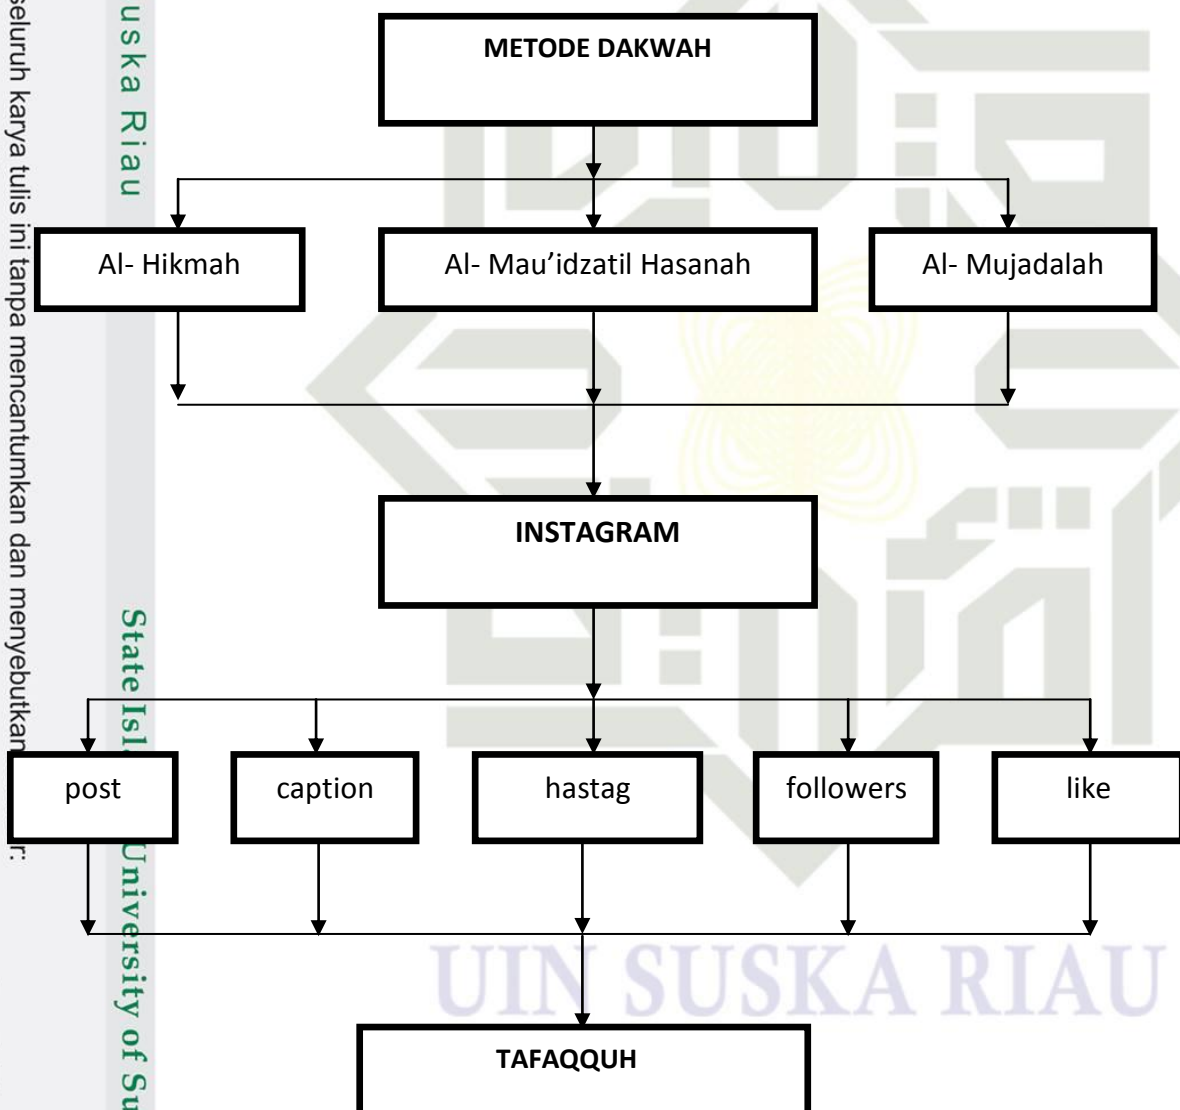 METODE DAKWAH
Al- Hikmah
Al- Mau’idzatil Hasanah
Al- Mujadalah
INSTAGRAM
post
caption
hastag
followers
like
TAFAQQUH
UIN SUSKA RIAU
uska Riau
State Isl
University of Su
seluruh karya tulis ini tanpa mencantumkan dan menyebutkan
r: